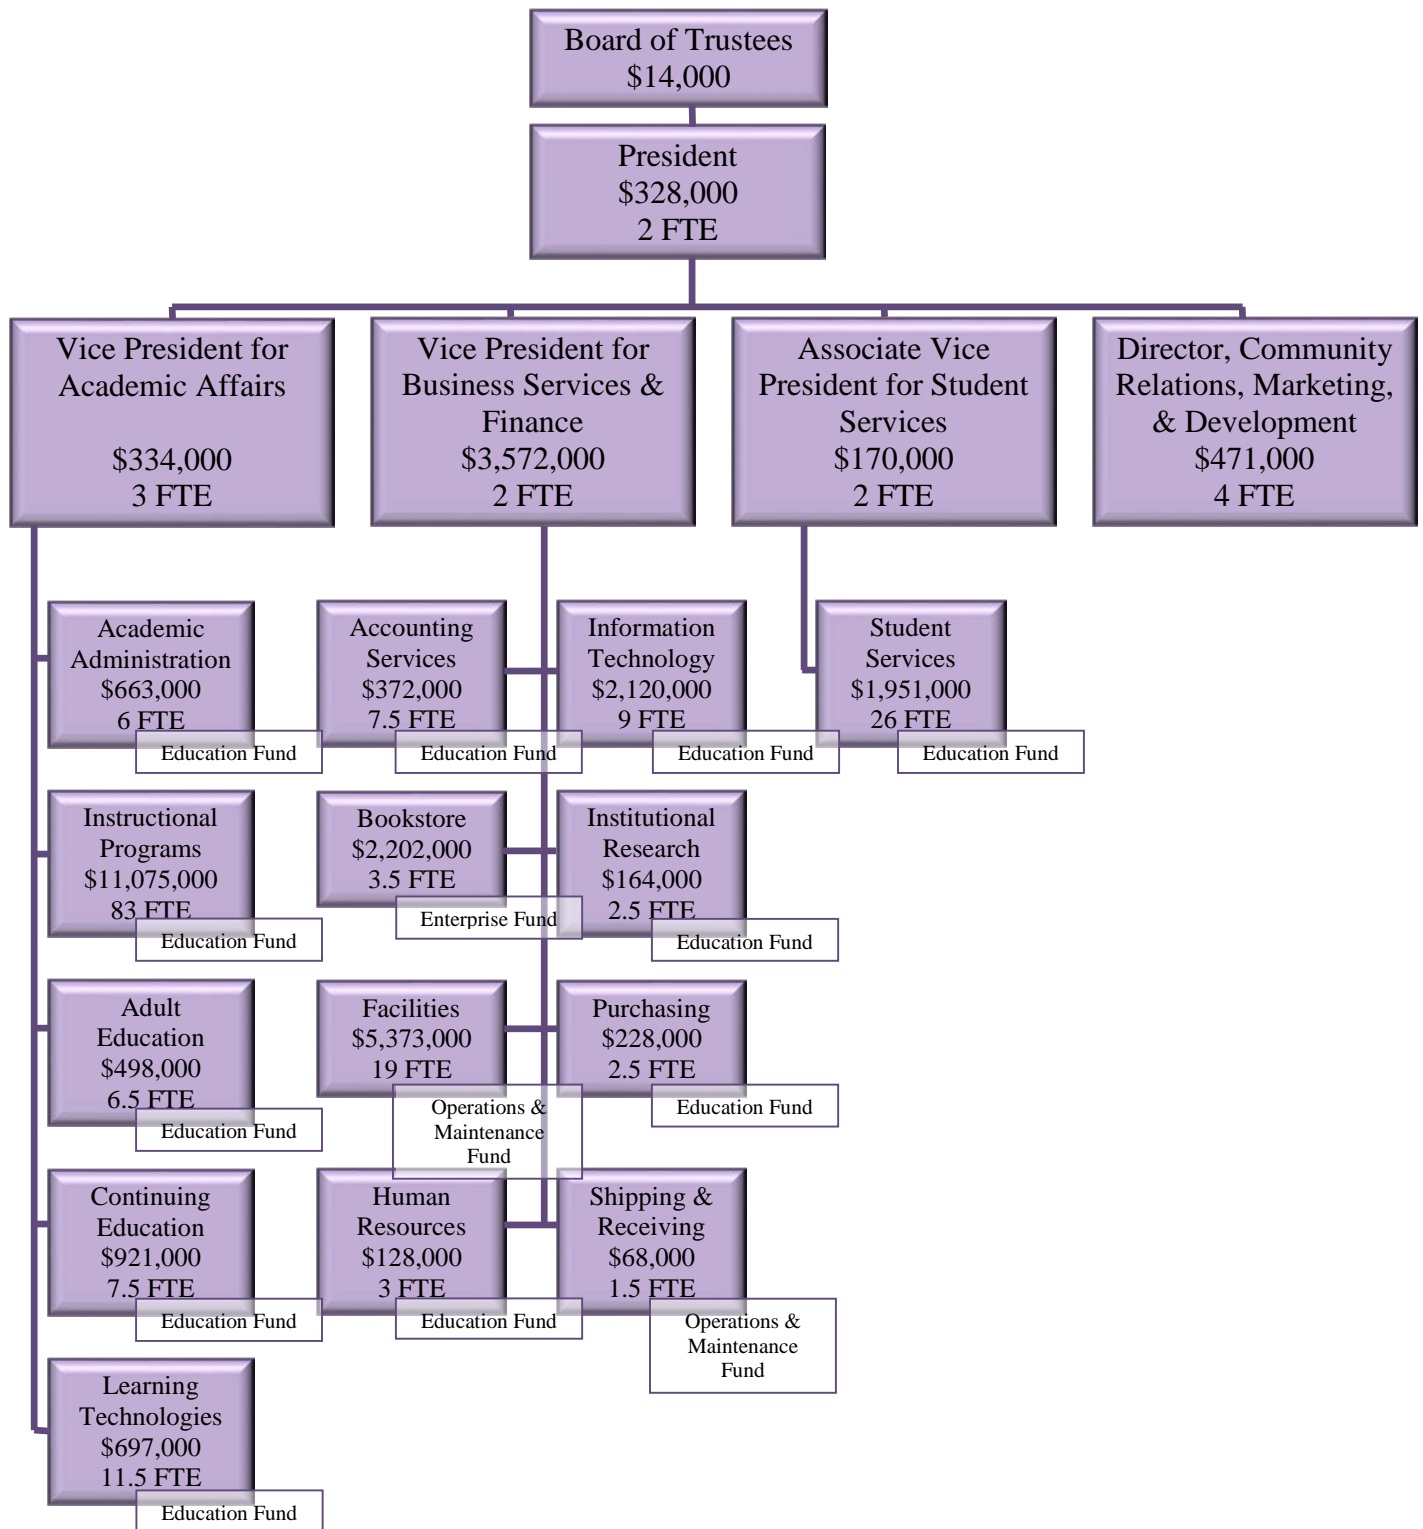 Board of Trustees
$14,000
President
$328,000
2 FTE
Vice President for
Academic Affairs
$334,000
3 FTE
Vice President for
Business Services &
Finance
$3,572,000
2 FTE
Associate Vice
President for Student
Services
$170,000
2 FTE
Director, Community
Relations, Marketing,
& Development
$471,000
4 FTE
Academic
Administration
$663,000
6 FTE
Education Fund
Accounting
Services
$372,000
7.5 FTE
Education Fund
Information
Technology
$2,120,000
9 FTE
Education Fund
Student
Services
$1,951,000
26 FTE
Education Fund
Instructional
Programs
$11,075,000
83 FTE
Education Fund
Bookstore
$2,202,000
3.5 FTE
Enterprise Fund
Institutional
Research
$164,000
2.5 FTE
Education Fund
Adult
Education
$498,000
6.5 FTE
Education Fund
Facilities
$5,373,000
19 FTE
Operations &
Maintenance
Fund
Purchasing
$228,000
2.5 FTE
Education Fund
Continuing
Education
$921,000
7.5 FTE
Education Fund
Human
Resources
$128,000
3 FTE
Education Fund
Shipping &
Receiving
$68,000
1.5 FTE
Operations &
Maintenance
Fund
Learning
Technologies
$697,000
11.5 FTE
Education Fund